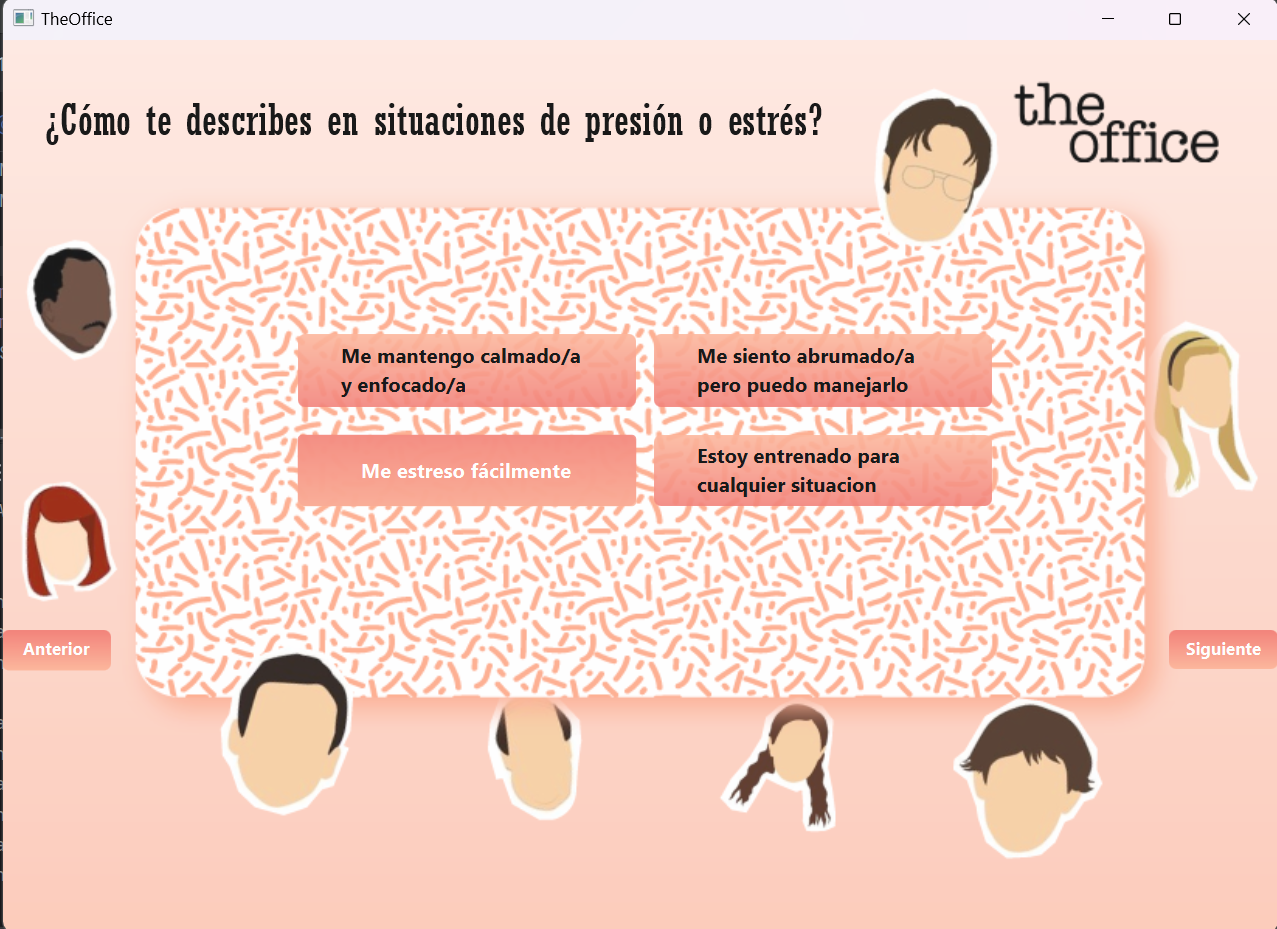 TheOffice
¿Cómo te describes en situaciones de presión o estrés?
the
office
Me mantengo calmado/a
y enfocado/a
Me siento abrumado/a
pero puedo manejarlo
Me estreso fácilmente
Estoy entrenado para
cualquier situacion
Anterior
Siguiente